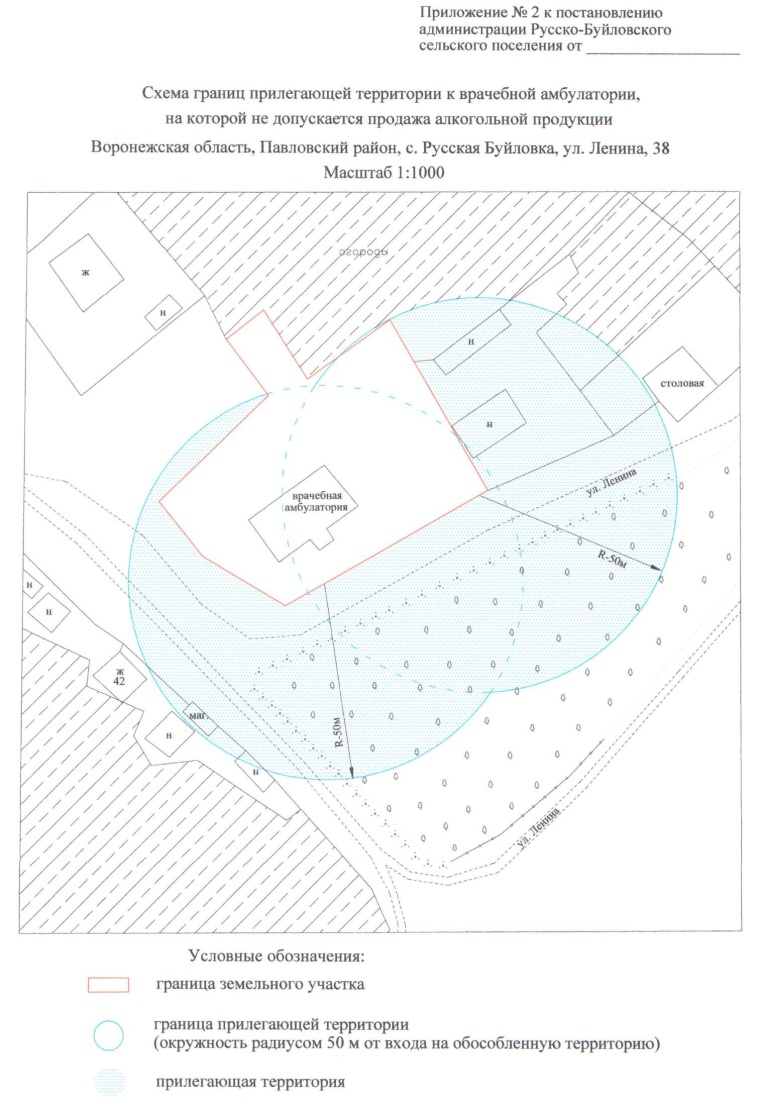 Приложение № 2 к постановлению
администрации Русско-Буйловского
сельского поселения от
Схема границ прилегающей территории к врачебной амбулатории,
на которой не допускается продажа алкогольной продукции
Воронежская область, Павловский район, с. Русская Буйловка, ул. Ленина, 38
Масштаб 1:1000
огороды
ж
н
н
столовая
н
ул. Ленина
врачебная
амбулатория
R-50м
н
н
ж
42
маг.
н
R-50м
н
ул. Ленина
Условные обозначения:
граница земельного участка
граница прилегающей территории
(окружность радиусом 50 м от входа на обособленную территорию)
прилегающая территория